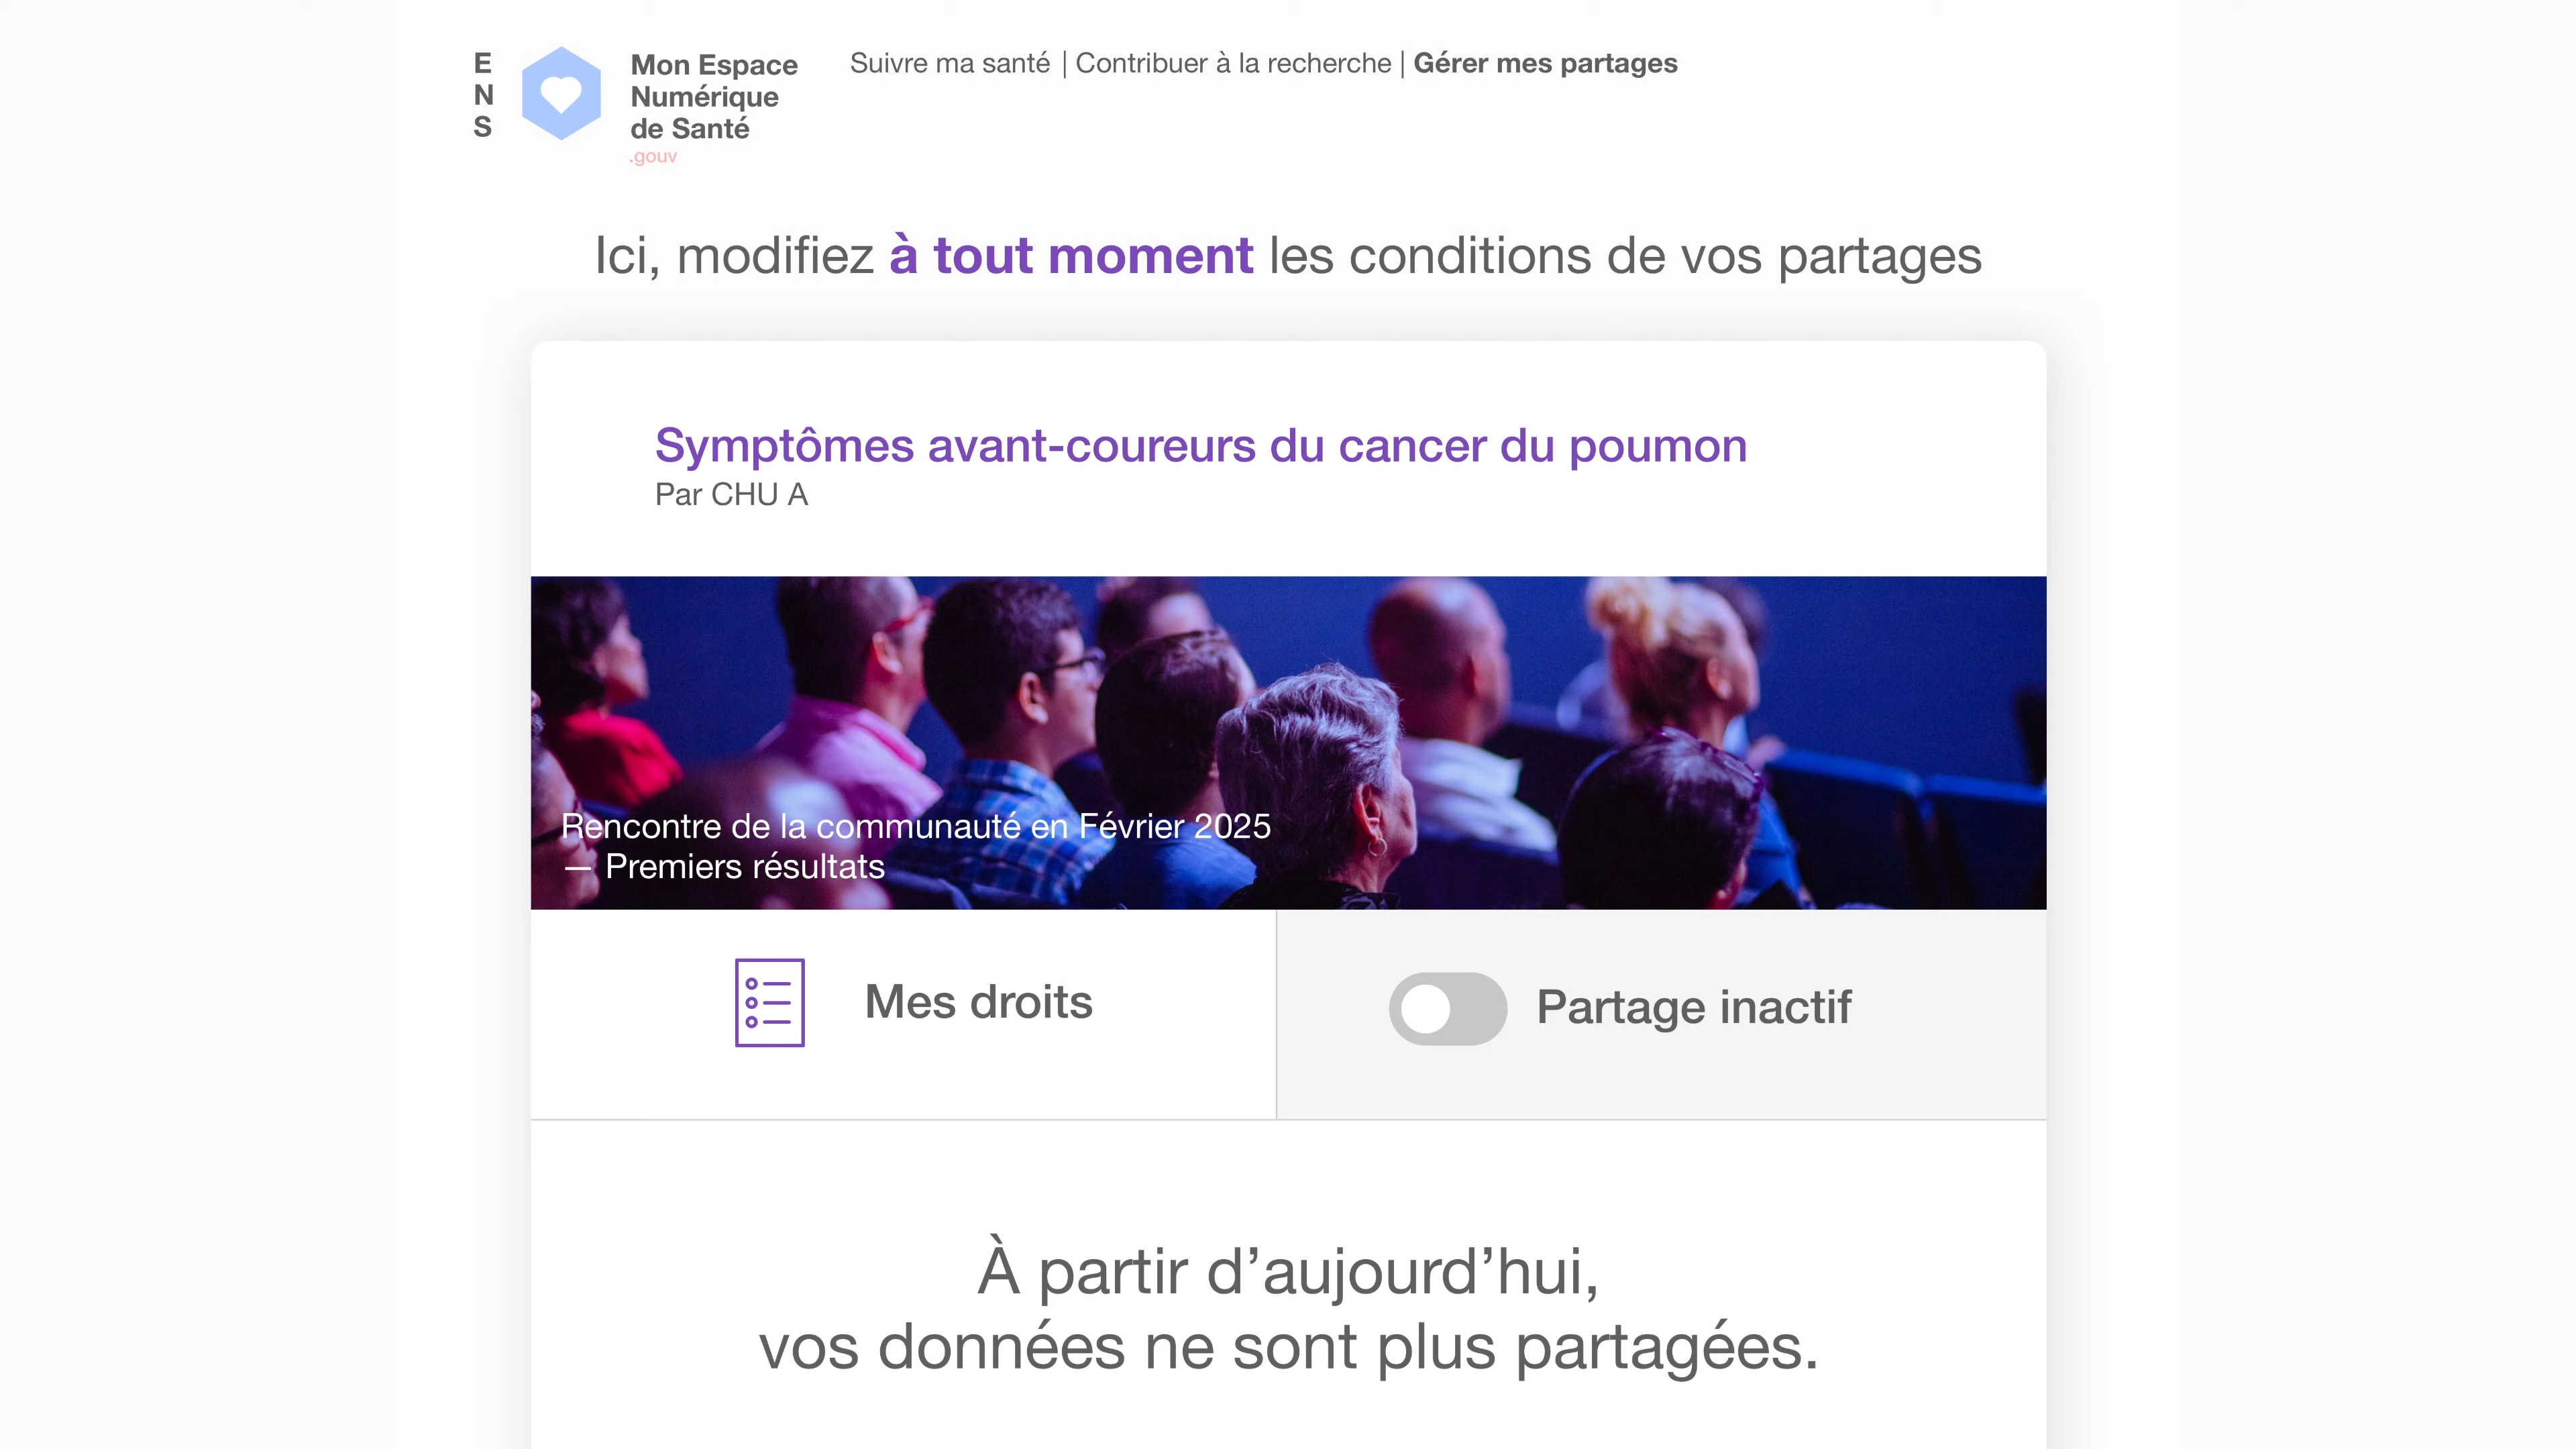 E
N
S
Mon Espace
Numérique
de Santé
.gouv
Suivre ma santé | Contribuer à la recherche | Gérer mes partages
Ici, modifiez à tout moment les conditions de vos partages
Symptômes avant-coureurs du cancer du poumon
Par CHU A
Rencontre de la communauté en Février 2025
— Premiers résultats
Mes droits
Partage inactif
À partir d’aujourd’hui,
vos données ne sont plus partagées.